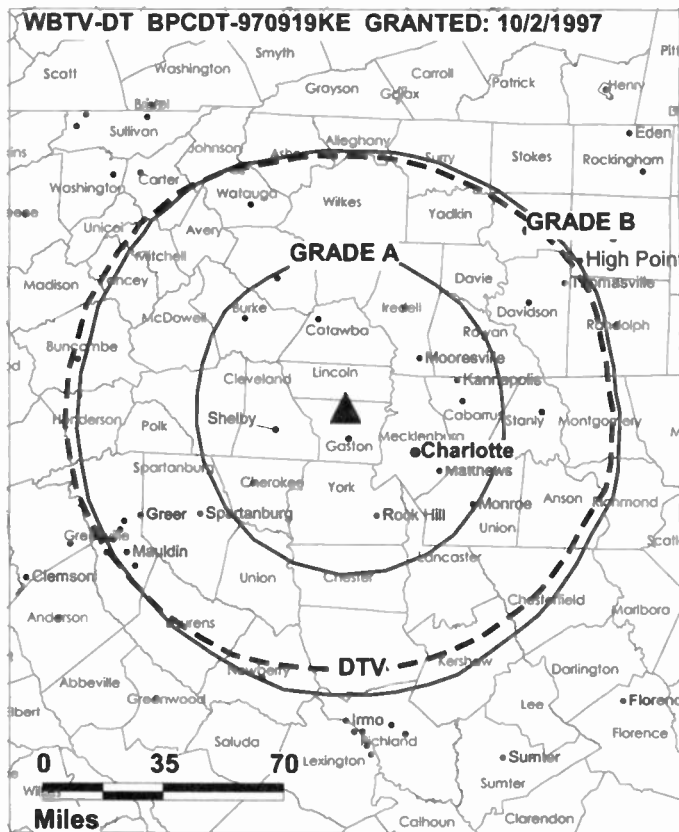 WBTV-DT BPCDT-970919KE GRANTED: 10/2/1997
Smyth
Scott
Washington
Carroll
Patrick
Henry
Grayson
Galax
Bristol
Sullivan
Eden
Alleghany
Johnson
Ashe
Surry
Stokes
Rockingham
Washington
Carter
Watauga
Wilkes
Yadkin
GRADE B
Unicoi
Avery
GRADE A
High Point
Mitchell
Davie
Thomasville
Madison
Yancey
Burke
Iredell
Davidson
McDowell
Catawba
Rowan
Randolph
Buncombe
Mooresville
Lincoln
Cleveland
Kannapolis
Henderson
Polk
Shelby
Gaston
Mecklenburg
Cabarrus
Stanly
Montgomery
Charlotte
Spartanburg
Matthews
Cherokee
York
Anson
Richmond
Greer
Spartanburg
Rock Hill
Monroe
Union
Greenville
Mauldin
Lancaster
Clemson
Union
Chester
Chesterfield
Anderson
Marlboro
Laurens
DTV
Newberry
Kershaw
Darlington
Abbeville
Greenwood
Lee
Florenc
Irmo
Florence
Saluda
Richland
0 35 70
Lexington
Sumter
Sumter
Miles
Calhoun
Clarendon